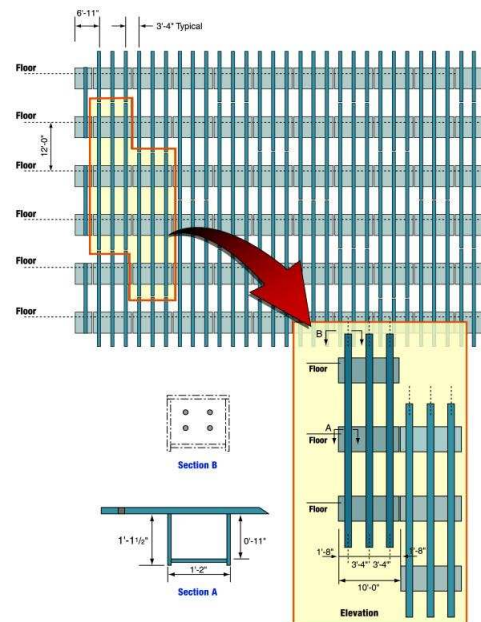 6'-11"
3'-4" Typical
Floor
Floor
12'-0"
Floor
Floor
Floor
Floor
B
Floor
A
Floor
Floor
Section B
1'-1½"
0'-11"
1'-2"
Section A
1'-8"
3'-4"
3'-4"
1'-8"
10'-0"
Elevation